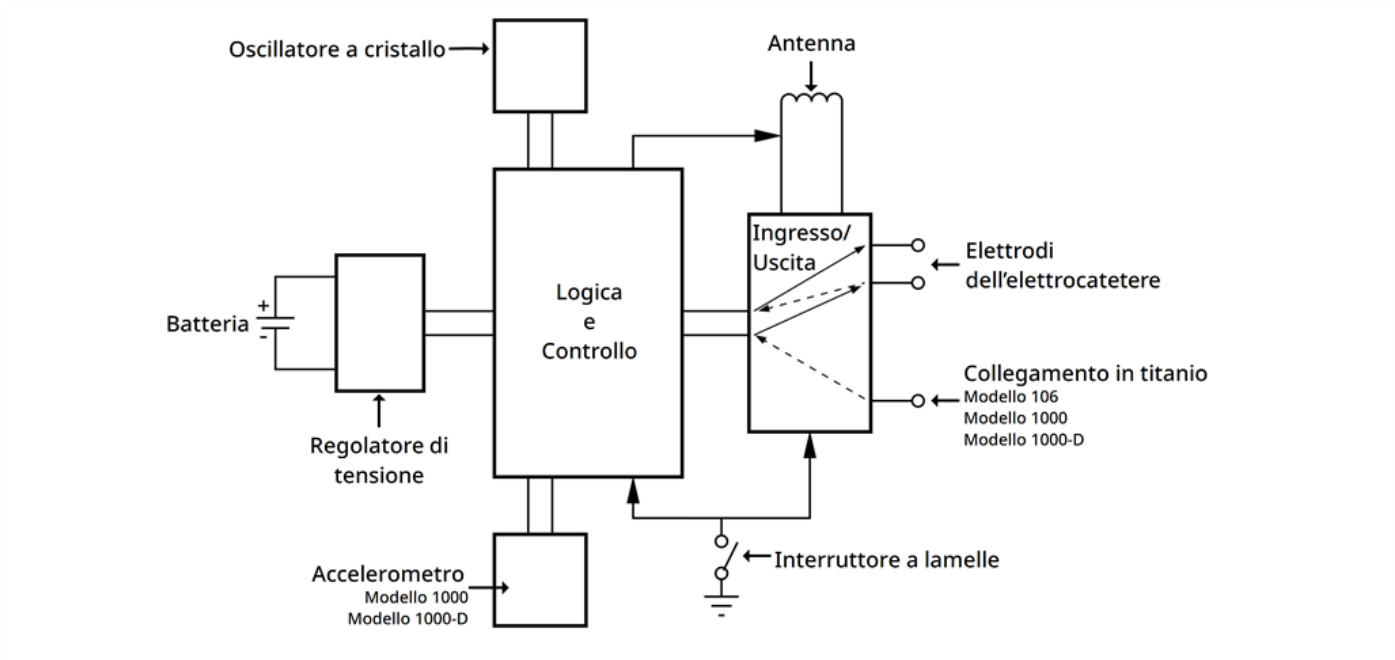 Oscillatore a cristallo
Antenna
Ingresso/
Uscita
Elettrodi
dell’elettrocatetere
Logica
e
Controllo
+
Batteria
-
Collegamento in titanio
Modello 106
Modello 1000
Modello 1000-D
Regolatore di
tensione
Interruttore a lamelle
Accelerometro
Modello 1000
Modello 1000-D